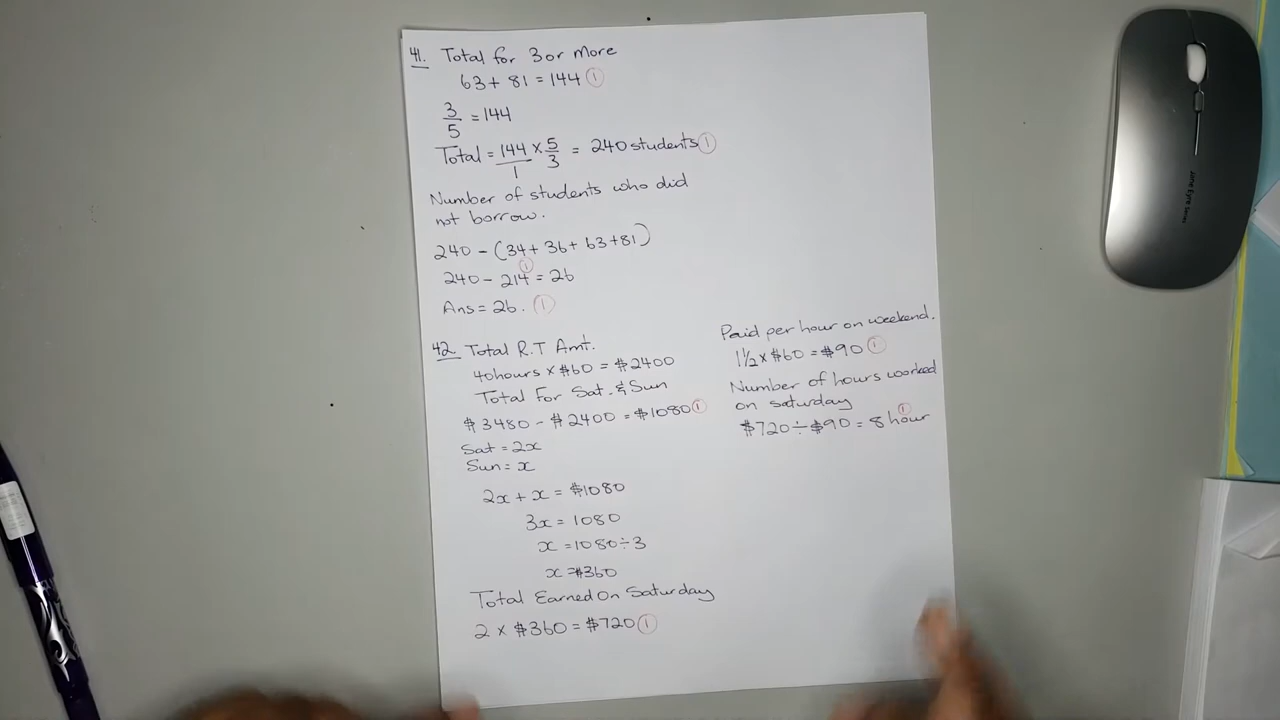 41. Total for 3 or More
63 + 81 = 144 ①
3/5 = 144
Total = 144/1 × 5/3 = 240 students ①
Number of students who did
not borrow.
240 - (34 + 36 + 63 + 81)
240 - 214 = 26 ①
Ans = 26. ①
42. Total R.T Amt.
40hours × $60 = $2400
Total For Sat. & Sun
$3480 - $2400 = $1080 ①
Sat = 2x
Sun = x
2x + x = $1080
3x = 1080
x = 1080 ÷ 3
x = $360
Total Earned On Saturday
2 × $360 = $720 ①
Paid per hour on weekend.
1½ × $60 = $90 ①
Number of hours worked
on saturday
$720 ÷ $90 = 8 hour ①